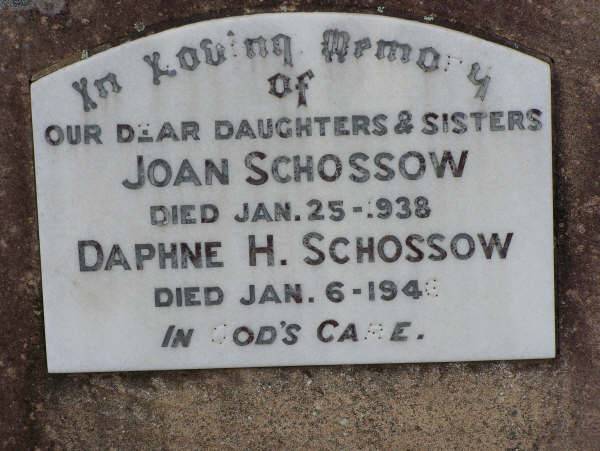 In Loving Memory
of
OUR DEAR DAUGHTERS & SISTERS
JOAN SCHOSSOW
DIED JAN. 25-1938
DAPHNE H. SCHOSSOW
DIED JAN.
IN GOD'S CARE.